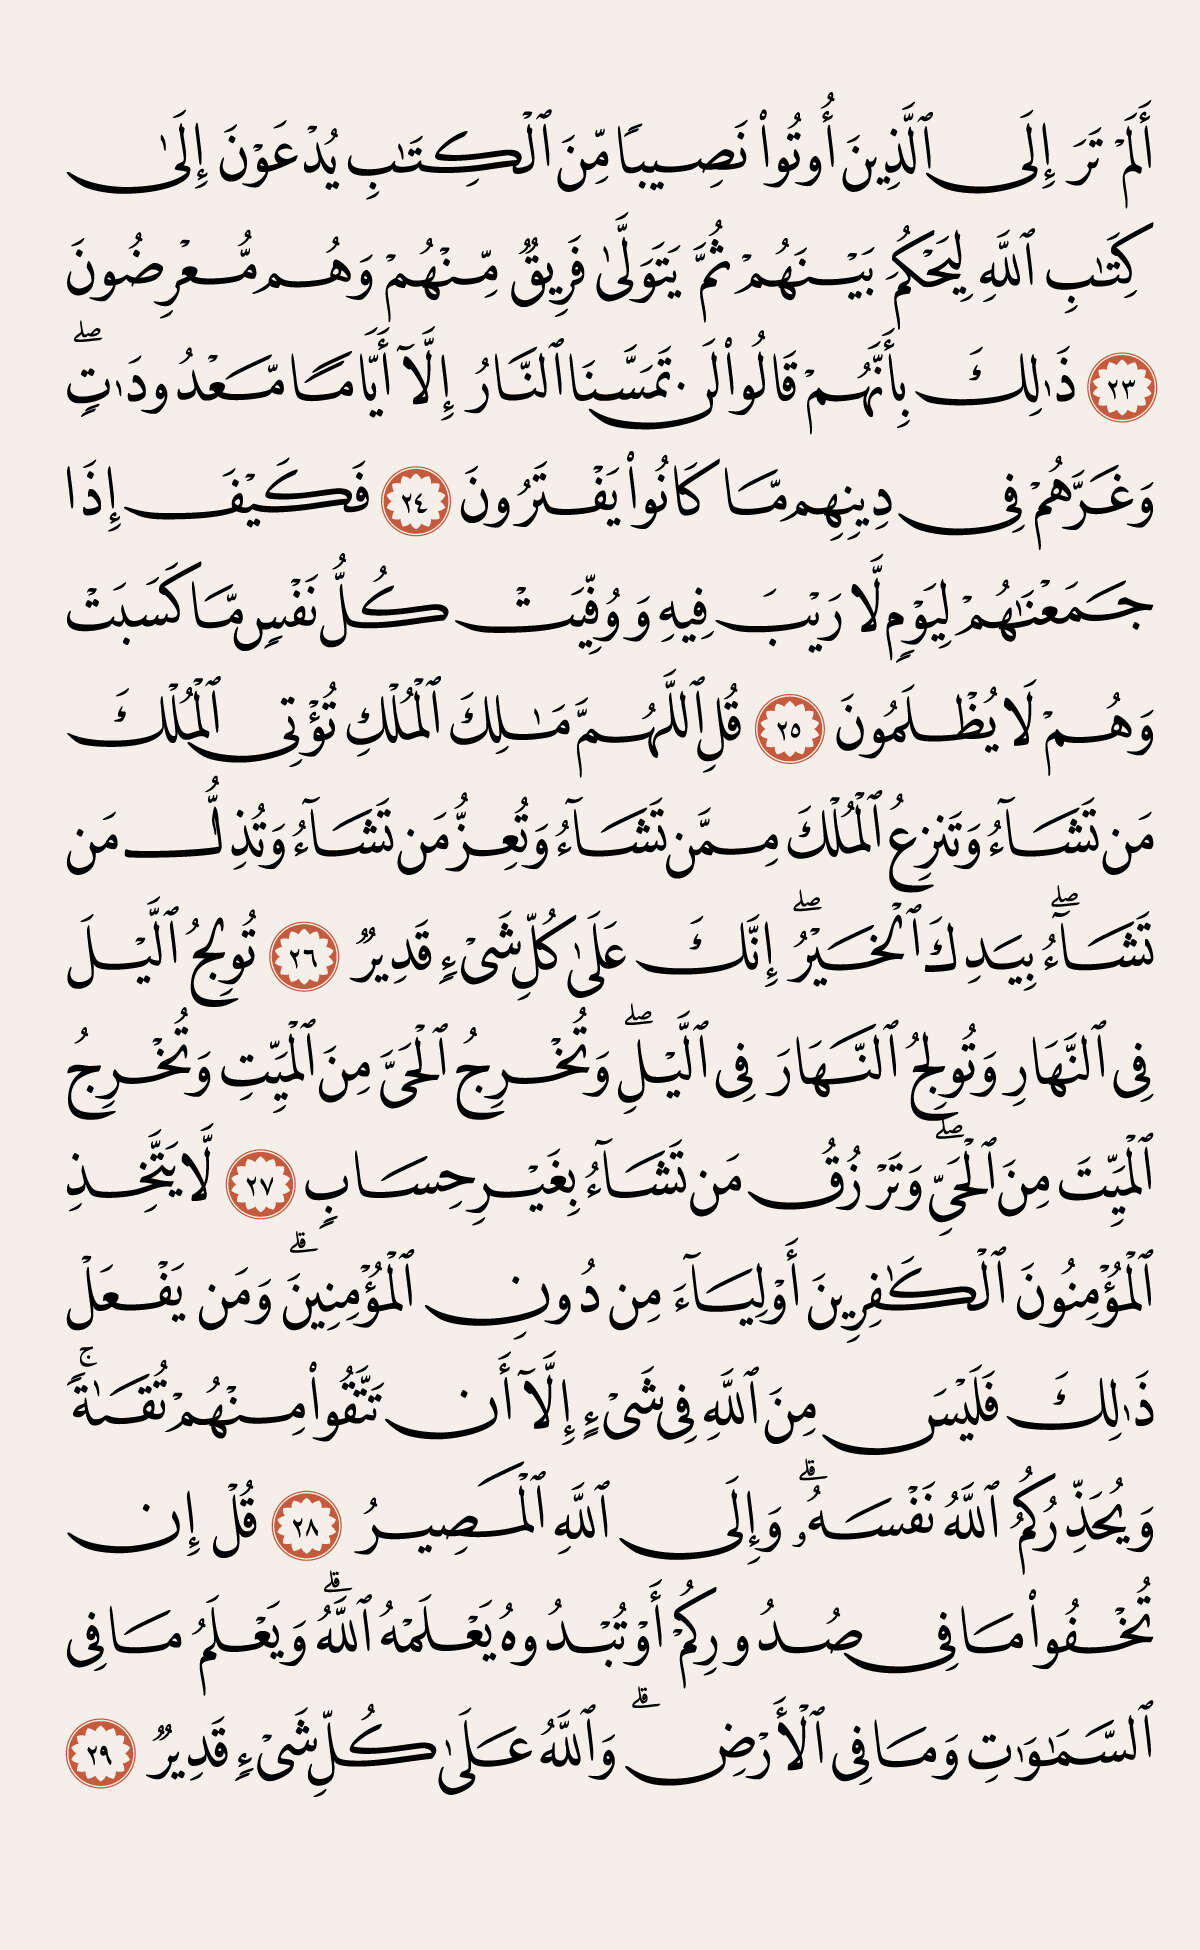 أَلَمْ تَرَ إِلَى ٱلَّذِينَ أُوتُوا۟ نَصِيبًا مِّنَ ٱلْكِتَـٰبِ يُدْعَوْنَ إِلَىٰ
كِتَـٰبِ ٱللَّهِ لِيَحْكُمَ بَيْنَهُمْ ثُمَّ يَتَوَلَّىٰ فَرِيقٌ مِّنْهُمْ وَهُم مُّعْرِضُونَ
٢٣ ذَٰلِكَ بِأَنَّهُمْ قَالُوا۟ لَن تَمَسَّنَا ٱلنَّارُ إِلَّآ أَيَّامًا مَّعْدُودَٰتٍ ۖ
وَغَرَّهُمْ فِى دِينِهِم مَّا كَانُوا۟ يَفْتَرُونَ ٢٤ فَكَيْفَ إِذَا
جَمَعْنَـٰهُمْ لِيَوْمٍ لَّا رَيْبَ فِيهِ وَوُفِّيَتْ كُلُّ نَفْسٍ مَّا كَسَبَتْ
وَهُمْ لَا يُظْلَمُونَ ٢٥ قُلِ ٱللَّهُمَّ مَـٰلِكَ ٱلْمُلْكِ تُؤْتِى ٱلْمُلْكَ
مَن تَشَآءُ وَتَنزِعُ ٱلْمُلْكَ مِمَّن تَشَآءُ وَتُعِزُّ مَن تَشَآءُ وَتُذِلُّ مَن
تَشَآءُ ۖ بِيَدِكَ ٱلْخَيْرُ ۖ إِنَّكَ عَلَىٰ كُلِّ شَىْءٍ قَدِيرٌ ٢٦ تُولِجُ ٱلَّيْلَ
فِى ٱلنَّهَارِ وَتُولِجُ ٱلنَّهَارَ فِى ٱلَّيْلِ ۖ وَتُخْرِجُ ٱلْحَىَّ مِنَ ٱلْمَيِّتِ وَتُخْرِجُ
ٱلْمَيِّتَ مِنَ ٱلْحَىِّ ۖ وَتَرْزُقُ مَن تَشَآءُ بِغَيْرِ حِسَابٍ ٢٧ لَّا يَتَّخِذِ
ٱلْمُؤْمِنُونَ ٱلْكَـٰفِرِينَ أَوْلِيَآءَ مِن دُونِ ٱلْمُؤْمِنِينَ ۖ وَمَن يَفْعَلْ
ذَٰلِكَ فَلَيْسَ مِنَ ٱللَّهِ فِى شَىْءٍ إِلَّآ أَن تَتَّقُوا۟ مِنْهُمْ تُقَىٰةً ۚ
وَيُحَذِّرُكُمُ ٱللَّهُ نَفْسَهُۥ ۗ وَإِلَى ٱللَّهِ ٱلْمَصِيرُ ٢٨ قُلْ إِن
تُخْفُوا۟ مَا فِى صُدُورِكُمْ أَوْ تُبْدُوهُ يَعْلَمْهُ ٱللَّهُ ۗ وَيَعْلَمُ مَا فِى
ٱلسَّمَـٰوَٰتِ وَمَا فِى ٱلْأَرْضِ ۗ وَٱللَّهُ عَلَىٰ كُلِّ شَىْءٍ قَدِيرٌ ٢٩